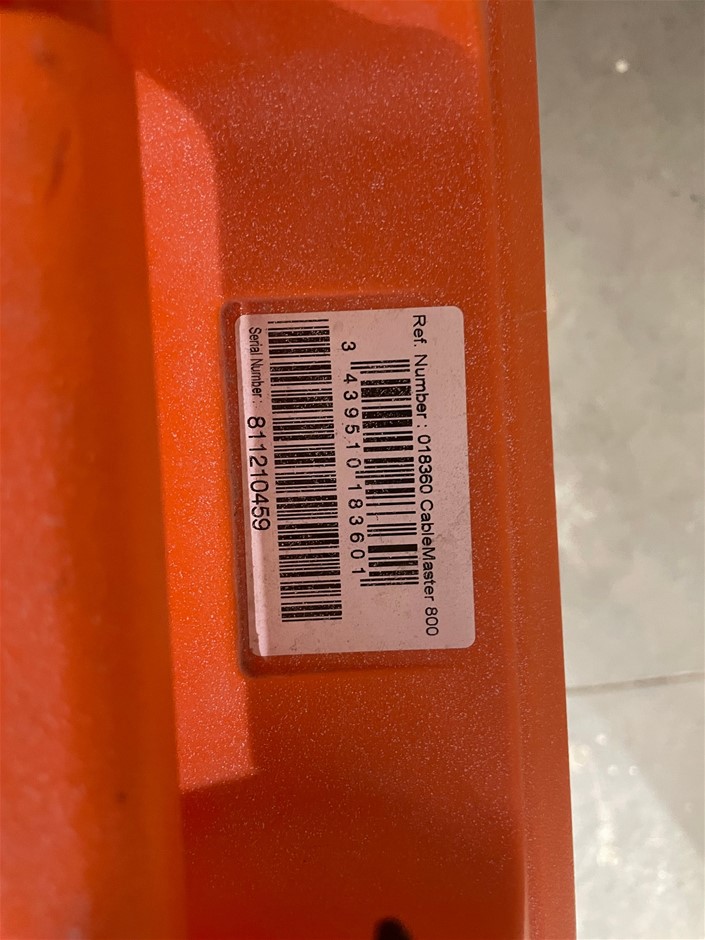 Ref. Number : 018360 CableMaster 800
3 439510 183601
Serial Number : 811210459